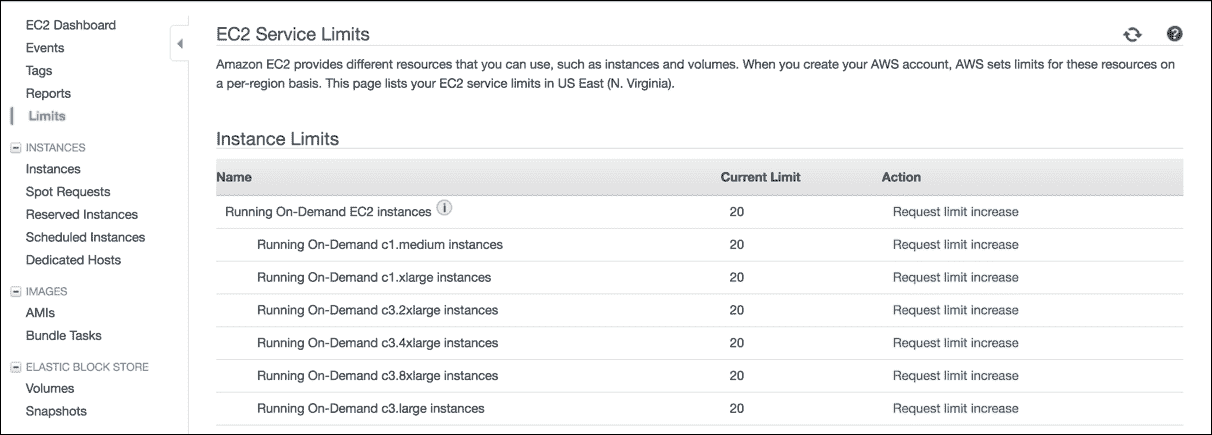 EC2 Dashboard
Events
Tags
Reports
Limits
INSTANCES
Instances
Spot Requests
Reserved Instances
Scheduled Instances
Dedicated Hosts
IMAGES
AMIs
Bundle Tasks
ELASTIC BLOCK STORE
Volumes
Snapshots
EC2 Service Limits
Amazon EC2 provides different resources that you can use, such as instances and volumes. When you create your AWS account, AWS sets limits for these resources on
a per-region basis. This page lists your EC2 service limits in US East (N. Virginia).
Instance Limits
Name Current Limit Action
Running On-Demand EC2 instances 20 Request limit increase
Running On-Demand c1.medium instances 20 Request limit increase
Running On-Demand c1.xlarge instances 20 Request limit increase
Running On-Demand c3.2xlarge instances 20 Request limit increase
Running On-Demand c3.4xlarge instances 20 Request limit increase
Running On-Demand c3.8xlarge instances 20 Request limit increase
Running On-Demand c3.large instances 20 Request limit increase